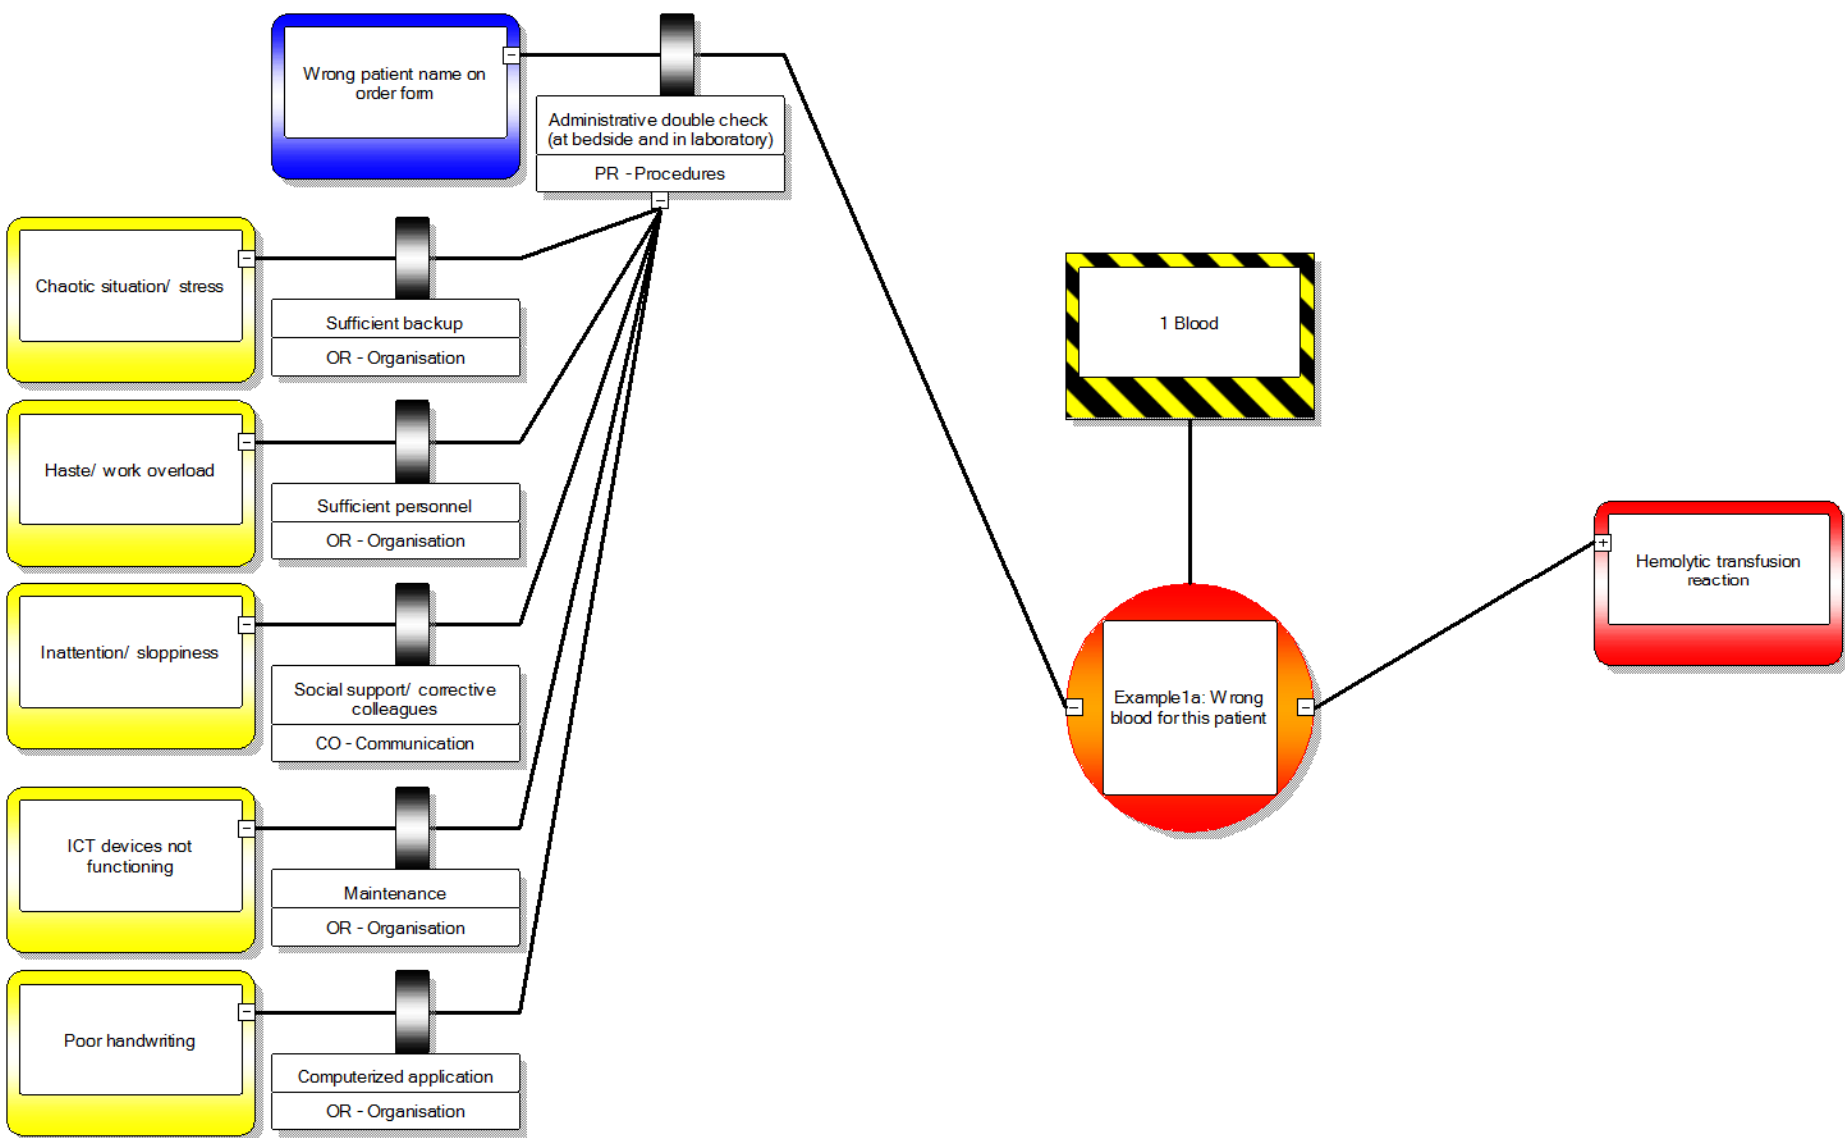 Wrong patient name on
order form
Administrative double check
(at bedside and in laboratory)
PR - Procedures
Chaotic situation/ stress
Sufficient backup
OR - Organisation
Haste/ work overload
Sufficient personnel
OR - Organisation
Inattention/ sloppiness
Social support/ corrective
colleagues
CO - Communication
ICT devices not
functioning
Maintenance
OR - Organisation
Poor handwriting
Computerized application
OR - Organisation
1 Blood
Example1a: Wrong
blood for this patient
Hemolytic transfusion
reaction